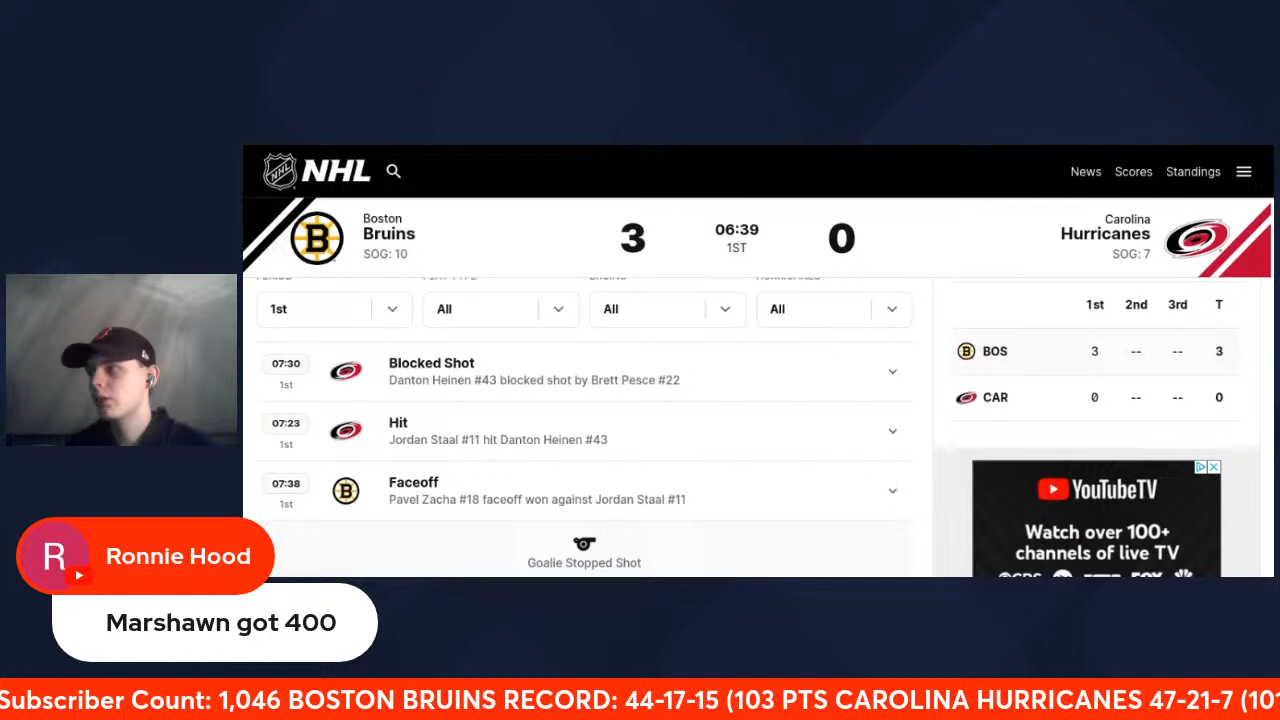 NHL
News Scores Standings
Boston
Bruins
SOG: 10
3
06:39
1ST
0
Carolina
Hurricanes
SOG: 7
1st
All
All
All
1st 2nd 3rd T
BOS 3 -- -- 3
CAR 0 -- -- 0
07:30
1st
Blocked Shot
Danton Heinen #43 blocked shot by Brett Pesce #22
07:23
1st
Hit
Jordan Staal #11 hit Danton Heinen #43
07:38
1st
Faceoff
Pavel Zacha #18 faceoff won against Jordan Staal #11
Goalie Stopped Shot
YouTubeTV
Watch over 100+
channels of live TV
R
Ronnie Hood
Marshawn got 400
Subscriber Count: 1,046 BOSTON BRUINS RECORD: 44-17-15 (103 PTS CAROLINA HURRICANES 47-21-7 (101